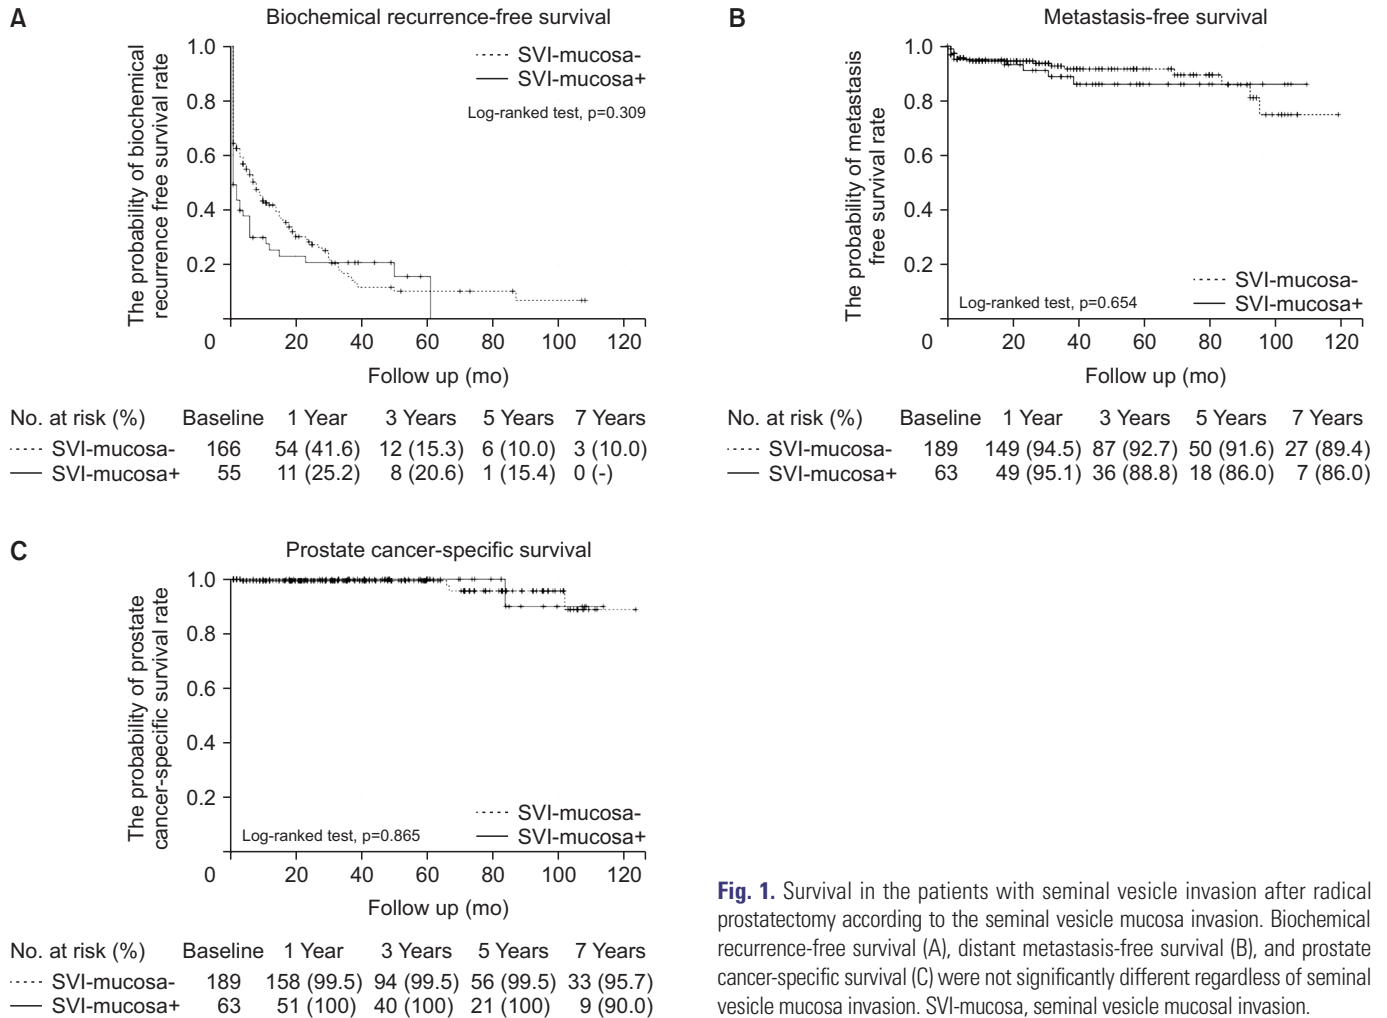 A
Biochemical recurrence-free survival
The probability of biochemical
recurrence free survival rate
1.0
0.8
0.6
0.4
0.2
SVI-mucosa-
SVI-mucosa+
Log-ranked test, p=0.309
0 20 40 60 80 100 120
Follow up (mo)
No. at risk (%) Baseline 1 Year 3 Years 5 Years 7 Years
SVI-mucosa- 166 54 (41.6) 12 (15.3) 6 (10.0) 3 (10.0)
SVI-mucosa+ 55 11 (25.2) 8 (20.6) 1 (15.4) 0 (-)
B
Metastasis-free survival
The probability of metastasis
free survival rate
1.0
0.8
0.6
0.4
0.2
SVI-mucosa-
SVI-mucosa+
Log-ranked test, p=0.654
0 20 40 60 80 100 120
Follow up (mo)
No. at risk (%) Baseline 1 Year 3 Years 5 Years 7 Years
SVI-mucosa- 189 149 (94.5) 87 (92.7) 50 (91.6) 27 (89.4)
SVI-mucosa+ 63 49 (95.1) 36 (88.8) 18 (86.0) 7 (86.0)
C
Prostate cancer-specific survival
The probability of prostate
cancer-specific survival rate
1.0
0.8
0.6
0.4
0.2
SVI-mucosa-
SVI-mucosa+
Log-ranked test, p=0.865
0 20 40 60 80 100 120
Follow up (mo)
No. at risk (%) Baseline 1 Year 3 Years 5 Years 7 Years
SVI-mucosa- 189 158 (99.5) 94 (99.5) 56 (99.5) 33 (95.7)
SVI-mucosa+ 63 51 (100) 40 (100) 21 (100) 9 (90.0)
Fig. 1. Survival in the patients with seminal vesicle invasion after radical
prostatectomy according to the seminal vesicle mucosa invasion. Biochemical
recurrence-free survival (A), distant metastasis-free survival (B), and prostate
cancer-specific survival (C) were not significantly different regardless of seminal
vesicle mucosa invasion. SVI-mucosa, seminal vesicle mucosal invasion.